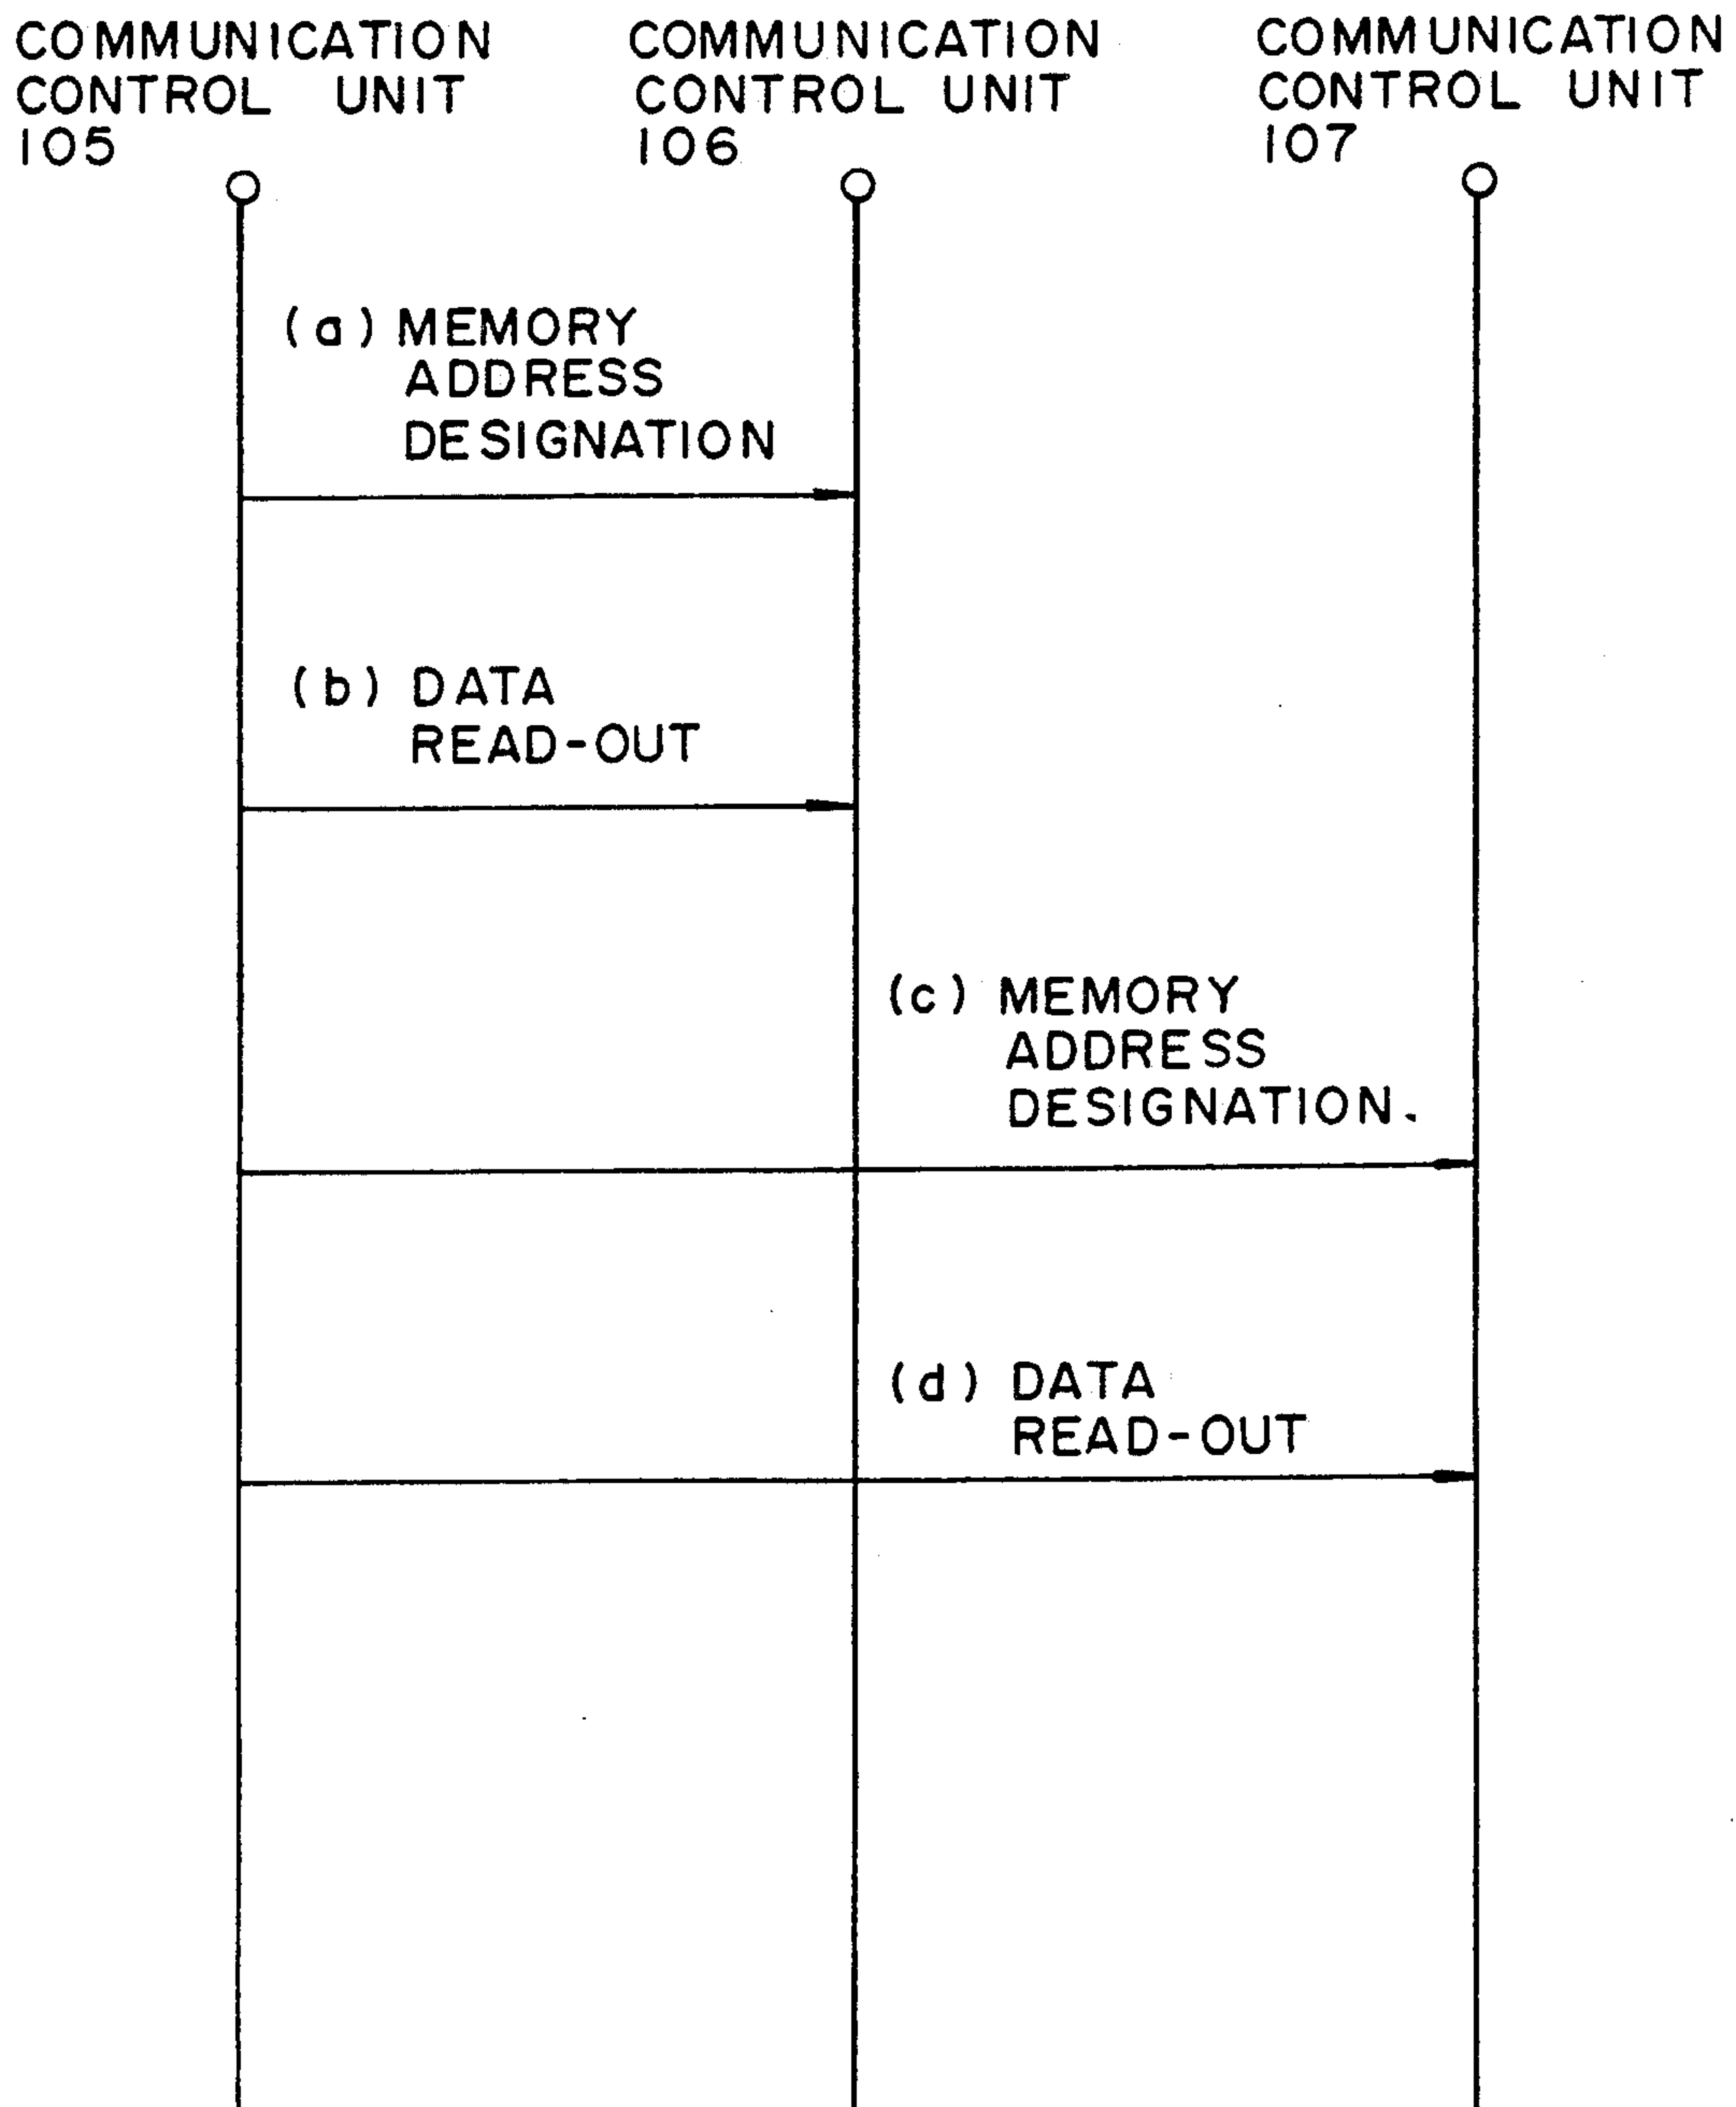 COMMUNICATION
CONTROL UNIT
105
COMMUNICATION
CONTROL UNIT
106
COMMUNICATION
CONTROL UNIT
107
(a) MEMORY
ADDRESS
DESIGNATION
(b) DATA
READ-OUT
(c) MEMORY
ADDRESS
DESIGNATION.
(d) DATA
READ-OUT